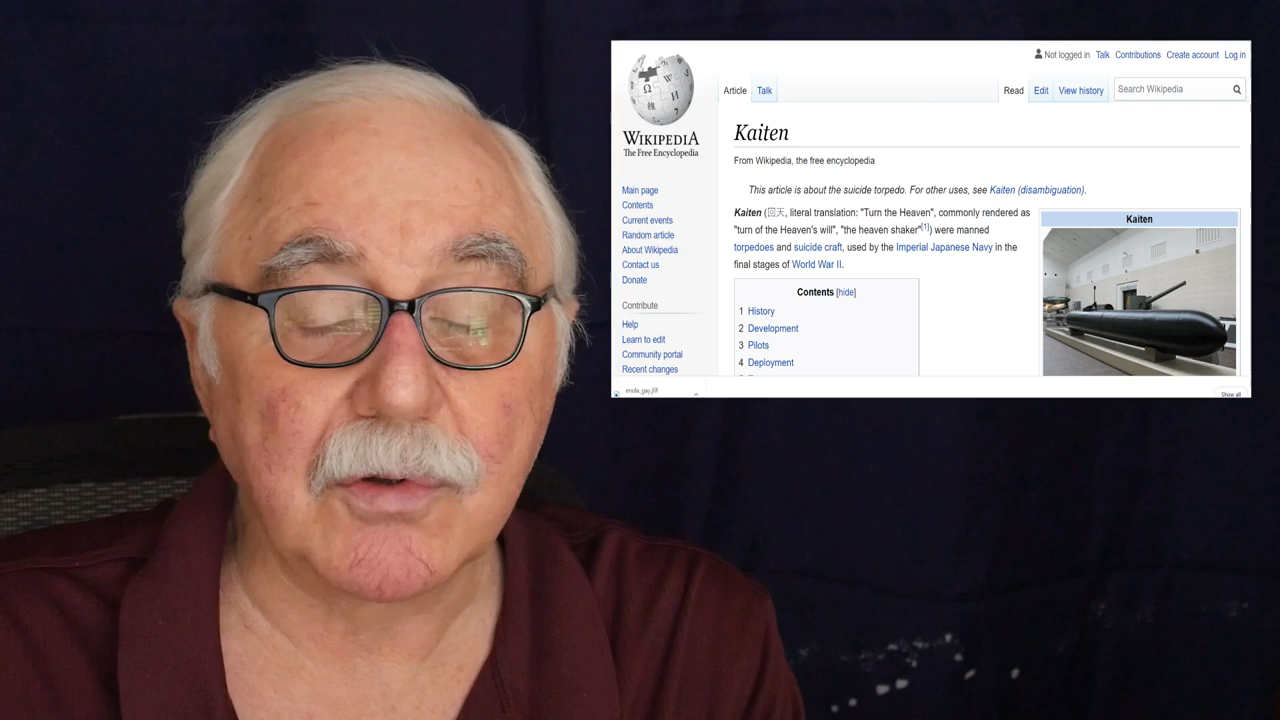 Not logged in Talk Contributions Create account Log in
Article Talk Read Edit View history Search Wikipedia
WIKIPEDIA
The Free Encyclopedia
Kaiten
From Wikipedia, the free encyclopedia
This article is about the suicide torpedo. For other uses, see Kaiten (disambiguation).
Kaiten (回天, literal translation: "Turn the Heaven", commonly rendered as
"turn of the Heaven's will", "the heaven shaker"[1]) were manned
torpedoes and suicide craft, used by the Imperial Japanese Navy in the
final stages of World War II.
Kaiten
Contents [hide]
1 History
2 Development
3 Pilots
4 Deployment
Main page
Contents
Current events
Random article
About Wikipedia
Contact us
Donate
Contribute
Help
Learn to edit
Community portal
Recent changes
enola_gay.jfif
Show all